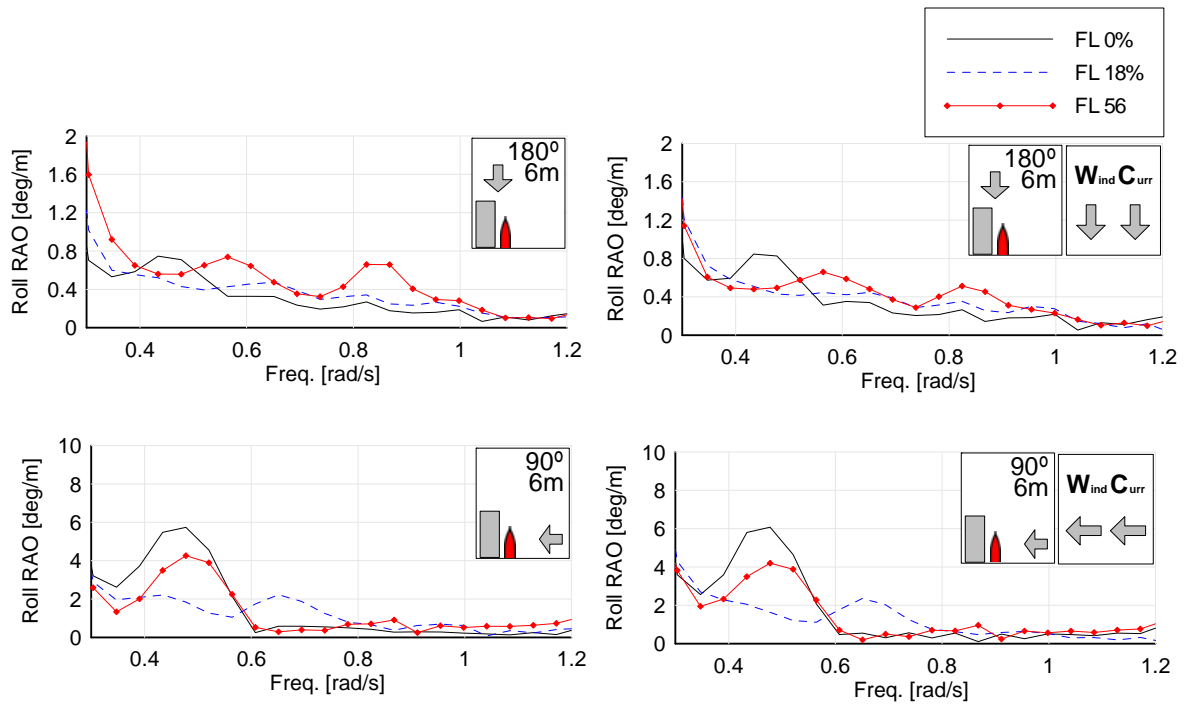 FL 0%
FL 18%
FL 56
Roll RAO [deg/m]
2
1.6
1.2
0.8
0.4
0
0.4 0.6 0.8 1 1.2
Freq. [rad/s]
180º
6m
Roll RAO [deg/m]
2
1.6
1.2
0.8
0.4
0
0.4 0.6 0.8 1 1.2
Freq. [rad/s]
180º
6m
Wind Curr
Roll RAO [deg/m]
10
8
6
4
2
0
0.4 0.6 0.8 1 1.2
Freq. [rad/s]
90º
6m
Roll RAO [deg/m]
10
8
6
4
2
0
0.4 0.6 0.8 1 1.2
Freq. [rad/s]
90º
6m
Wind Curr